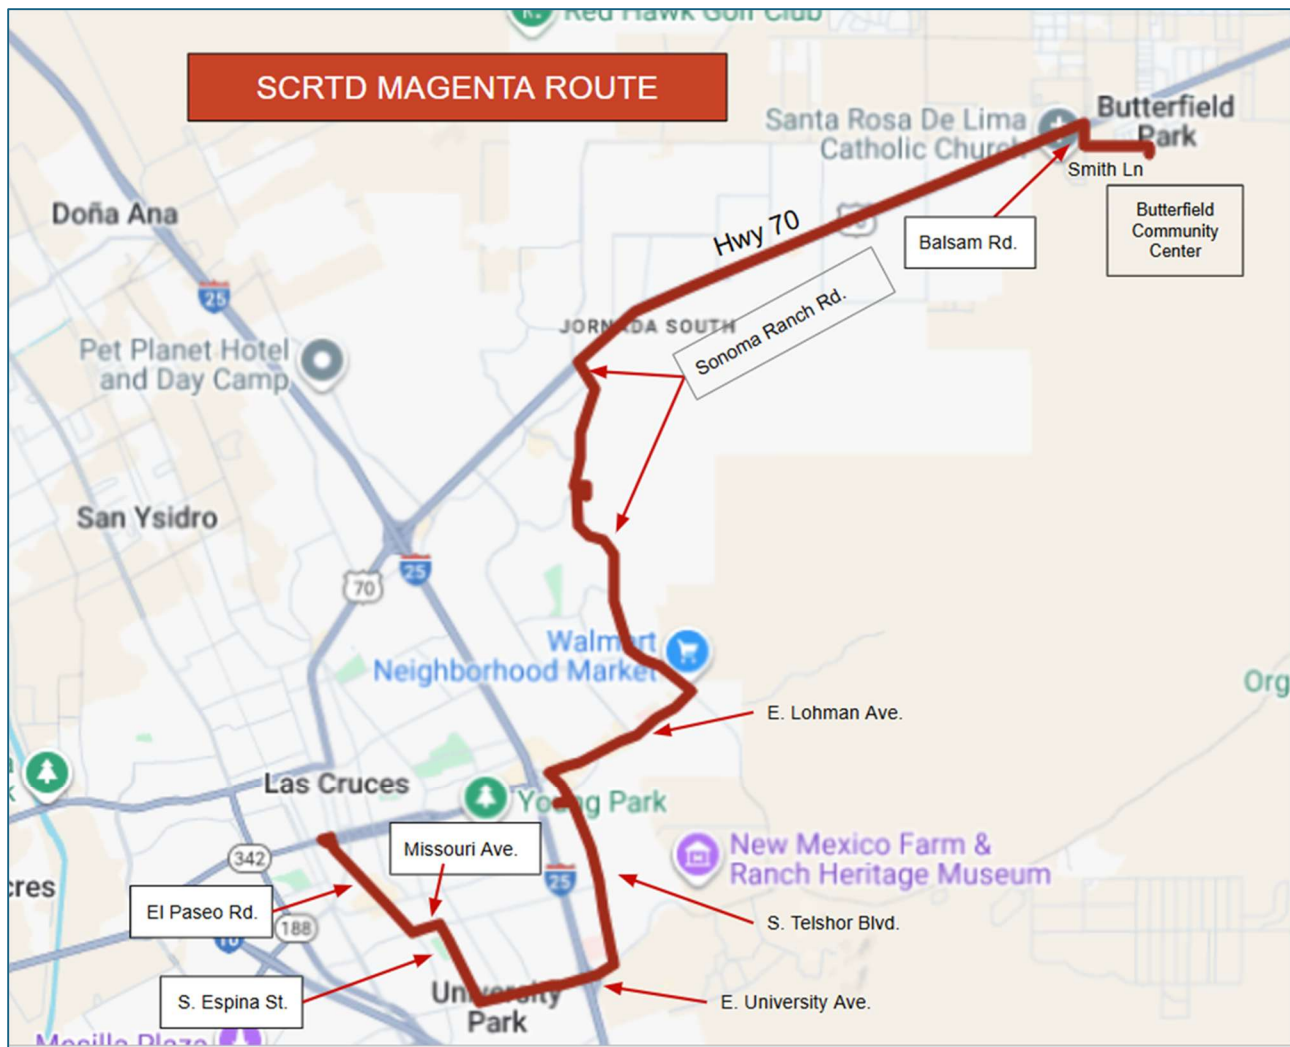 Red Hawk Golf Club
SCRTD MAGENTA ROUTE
Santa Rosa De Lima
Catholic Church
Butterfield
Park
Smith Ln
Butterfield
Community
Center
Balsam Rd.
Hwy 70
Doña Ana
25
JORNADA SOUTH
Sonoma Ranch Rd.
Pet Planet Hotel
and Day Camp
San Ysidro
25
70
Walmart
Neighborhood Market
Org
E. Lohman Ave.
Las Cruces
Young Park
Missouri Ave.
342
New Mexico Farm &
Ranch Heritage Museum
25
cres
El Paseo Rd.
188
10
S. Telshor Blvd.
S. Espina St.
University
Park
E. University Ave.
Mesilla Plaza